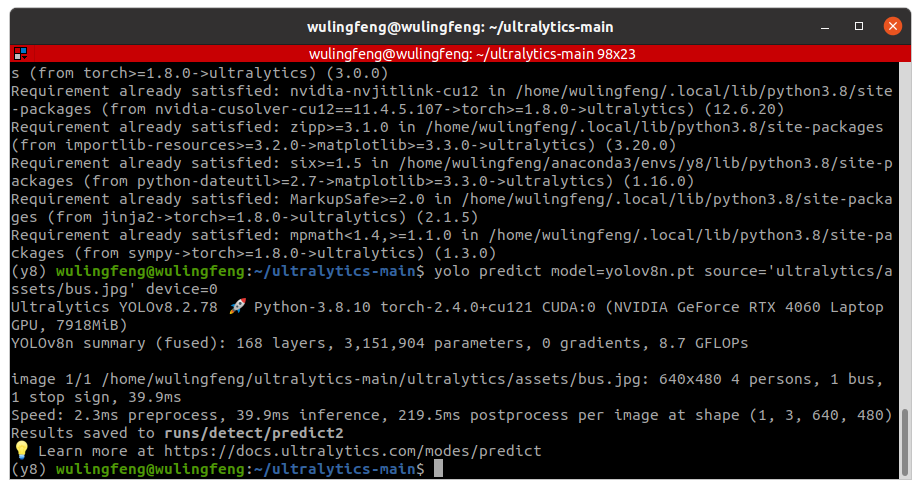 wulingfeng@wulingfeng: ~/ultralytics-main
wulingfeng@wulingfeng: ~/ultralytics-main 98x23
s (from torch>=1.8.0->ultralytics) (3.0.0)
Requirement already satisfied: nvidia-nvjitlink-cu12 in /home/wulingfeng/.local/lib/python3.8/site
-packages (from nvidia-cusolver-cu12==11.4.5.107->torch>=1.8.0->ultralytics) (12.6.20)
Requirement already satisfied: zipp>=3.1.0 in /home/wulingfeng/.local/lib/python3.8/site-packages
(from importlib-resources>=3.2.0->matplotlib>=3.3.0->ultralytics) (3.20.0)
Requirement already satisfied: six>=1.5 in /home/wulingfeng/anaconda3/envs/y8/lib/python3.8/site-p
ackages (from python-dateutil>=2.7->matplotlib>=3.3.0->ultralytics) (1.16.0)
Requirement already satisfied: MarkupSafe>=2.0 in /home/wulingfeng/.local/lib/python3.8/site-packa
ges (from jinja2->torch>=1.8.0->ultralytics) (2.1.5)
Requirement already satisfied: mpmath<1.4,>=1.1.0 in /home/wulingfeng/.local/lib/python3.8/site-pa
ckages (from sympy->torch>=1.8.0->ultralytics) (1.3.0)
(y8) wulingfeng@wulingfeng:~/ultralytics-main$ yolo predict model=yolov8n.pt source='ultralytics/a
ssets/bus.jpg' device=0
Ultralytics YOLOv8.2.78 🚀 Python-3.8.10 torch-2.4.0+cu121 CUDA:0 (NVIDIA GeForce RTX 4060 Laptop
GPU, 7918MiB)
YOLOv8n summary (fused): 168 layers, 3,151,904 parameters, 0 gradients, 8.7 GFLOPs
image 1/1 /home/wulingfeng/ultralytics-main/ultralytics/assets/bus.jpg: 640x480 4 persons, 1 bus,
1 stop sign, 39.9ms
Speed: 2.3ms preprocess, 39.9ms inference, 219.5ms postprocess per image at shape (1, 3, 640, 480)
Results saved to runs/detect/predict2
💡 Learn more at https://docs.ultralytics.com/modes/predict
(y8) wulingfeng@wulingfeng:~/ultralytics-main$